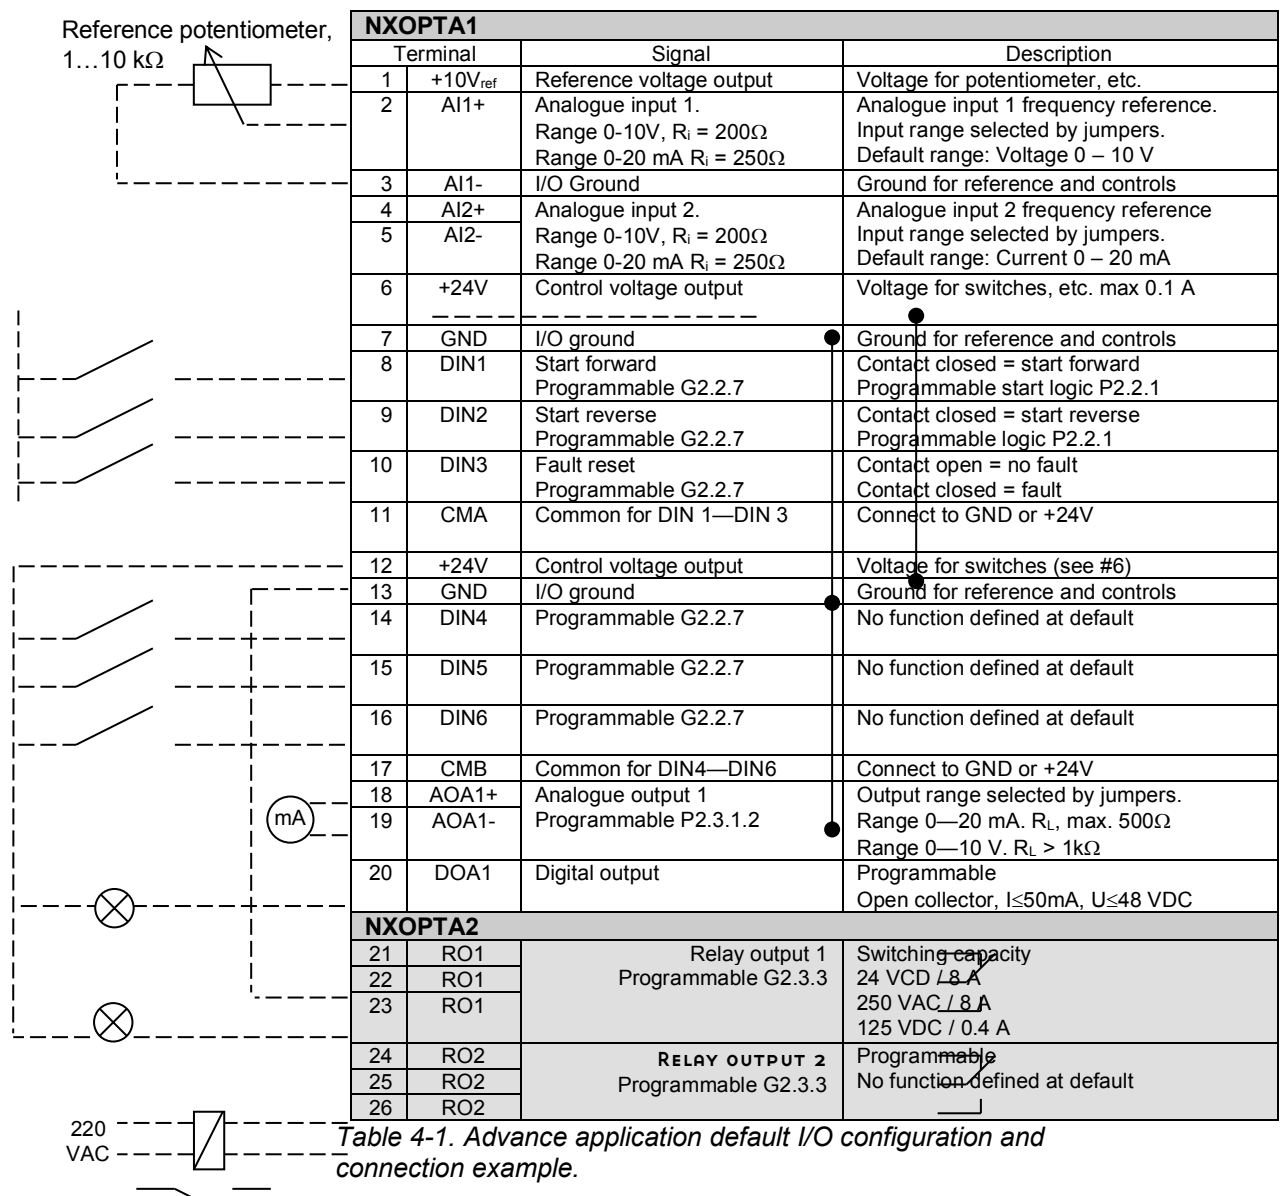 Reference potentiometer,
1…10 kΩ
NXOPTA1
Terminal Signal Description
1 +10Vref Reference voltage output Voltage for potentiometer, etc.
2 AI1+ Analogue input 1. Analogue input 1 frequency reference.
Range 0-10V, Ri = 200Ω Input range selected by jumpers.
Range 0-20 mA Ri = 250Ω Default range: Voltage 0 – 10 V
3 AI1- I/O Ground Ground for reference and controls
4 AI2+ Analogue input 2. Analogue input 2 frequency reference
5 AI2- Range 0-10V, Ri = 200Ω Input range selected by jumpers.
Range 0-20 mA Ri = 250Ω Default range: Current 0 – 20 mA
6 +24V Control voltage output Voltage for switches, etc. max 0.1 A
7 GND I/O ground Ground for reference and controls
8 DIN1 Start forward Contact closed = start forward
Programmable G2.2.7 Programmable start logic P2.2.1
9 DIN2 Start reverse Contact closed = start reverse
Programmable G2.2.7 Programmable logic P2.2.1
10 DIN3 Fault reset Contact open = no fault
Programmable G2.2.7 Contact closed = fault
11 CMA Common for DIN 1—DIN 3 Connect to GND or +24V
12 +24V Control voltage output Voltage for switches (see #6)
13 GND I/O ground Ground for reference and controls
14 DIN4 Programmable G2.2.7 No function defined at default
15 DIN5 Programmable G2.2.7 No function defined at default
16 DIN6 Programmable G2.2.7 No function defined at default
17 CMB Common for DIN4—DIN6 Connect to GND or +24V
18 AOA1+ Analogue output 1 Output range selected by jumpers.
mA 19 AOA1- Programmable P2.3.1.2 Range 0—20 mA. RL, max. 500Ω
Range 0—10 V. RL > 1kΩ
20 DOA1 Digital output Programmable
Open collector, I≤50mA, U≤48 VDC
NXOPTA2
21 RO1 Relay output 1 Switching capacity
22 RO1 Programmable G2.3.3 24 VCD / 8 A
23 RO1 250 VAC / 8 A
125 VDC / 0.4 A
24 RO2 RELAY OUTPUT 2 Programmable
25 RO2 Programmable G2.3.3 No function defined at default
26 RO2
220
VAC
Table 4-1. Advance application default I/O configuration and
connection example.